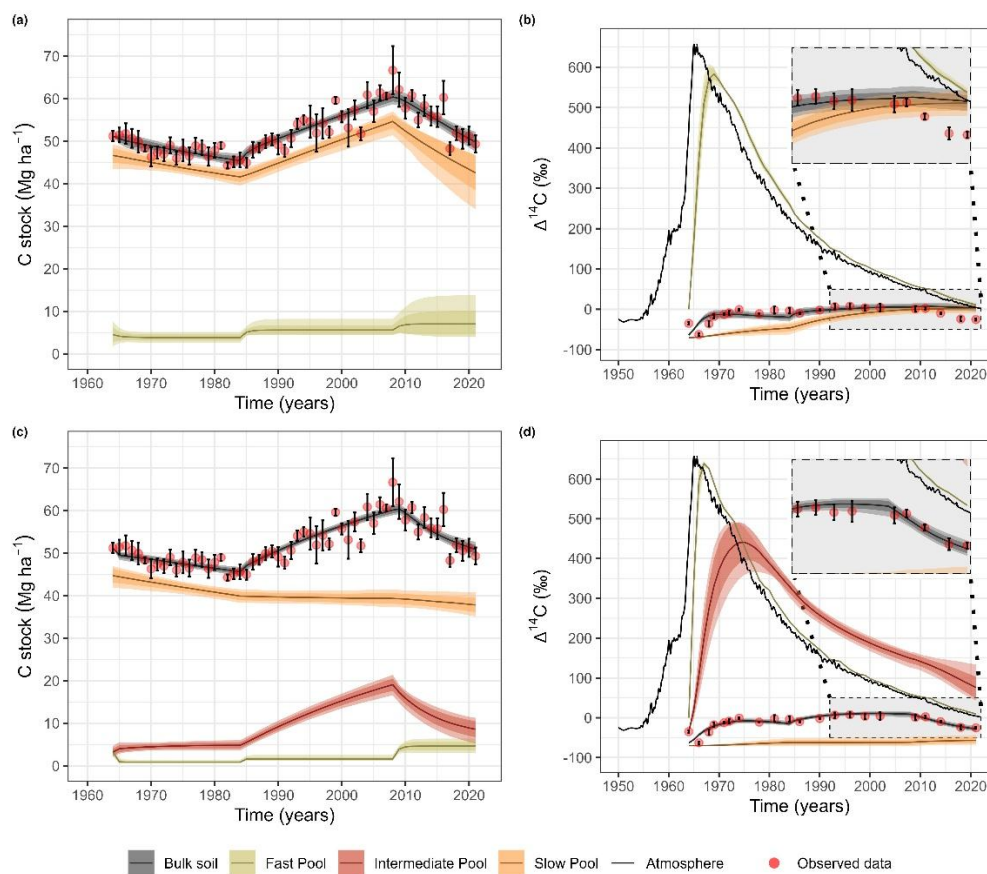 (a)
C stock (Mg ha⁻¹)
70
60
50
40
30
20
10
0
1960 1970 1980 1990 2000 2010 2020
Time (years)
(b)
Δ¹⁴C (‰)
600
500
400
300
200
100
0
-100
1950 1960 1970 1980 1990 2000 2010 2020
Time (years)
(c)
C stock (Mg ha⁻¹)
70
60
50
40
30
20
10
0
1960 1970 1980 1990 2000 2010 2020
Time (years)
(d)
Δ¹⁴C (‰)
600
500
400
300
200
100
0
-100
1950 1960 1970 1980 1990 2000 2010 2020
Time (years)
Bulk soil Fast Pool Intermediate Pool Slow Pool Atmosphere Observed data